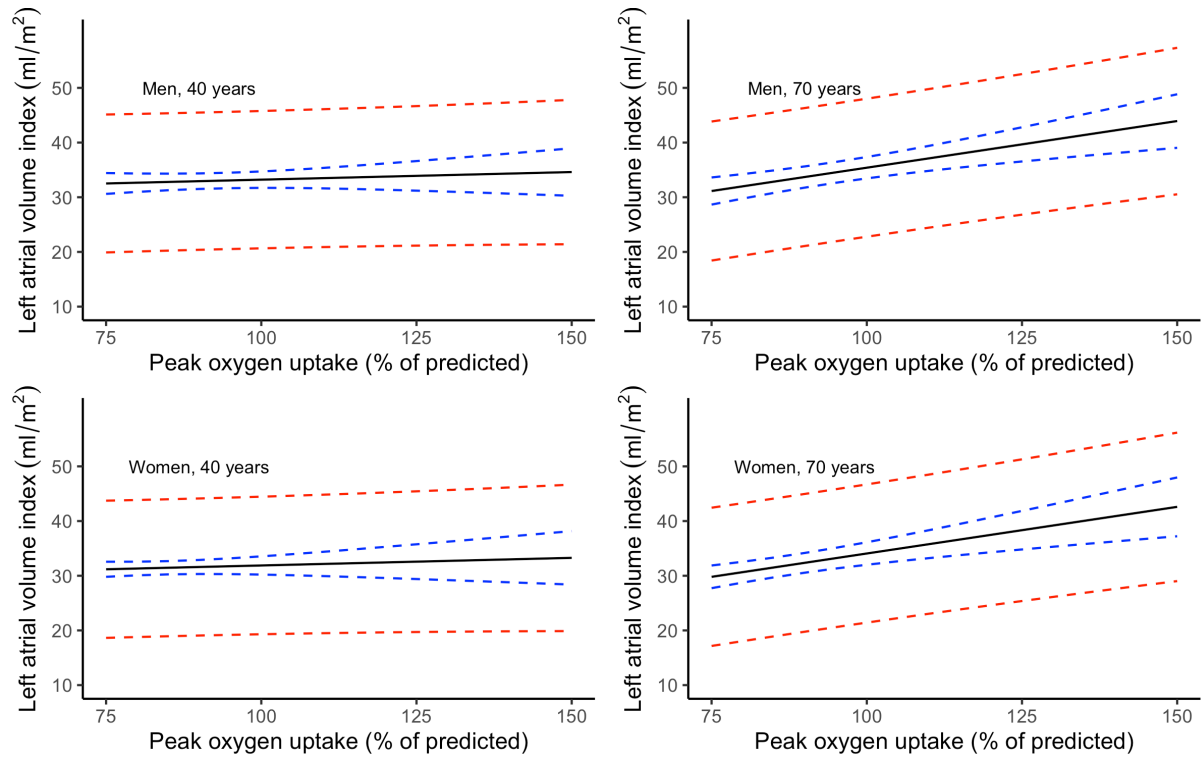 Left atrial volume index (ml/m²)
50
40
30
20
10
Men, 40 years
75 100 125 150
Peak oxygen uptake (% of predicted)
Left atrial volume index (ml/m²)
50
40
30
20
10
Men, 70 years
75 100 125 150
Peak oxygen uptake (% of predicted)
Left atrial volume index (ml/m²)
50
40
30
20
10
Women, 40 years
75 100 125 150
Peak oxygen uptake (% of predicted)
Left atrial volume index (ml/m²)
50
40
30
20
10
Women, 70 years
75 100 125 150
Peak oxygen uptake (% of predicted)